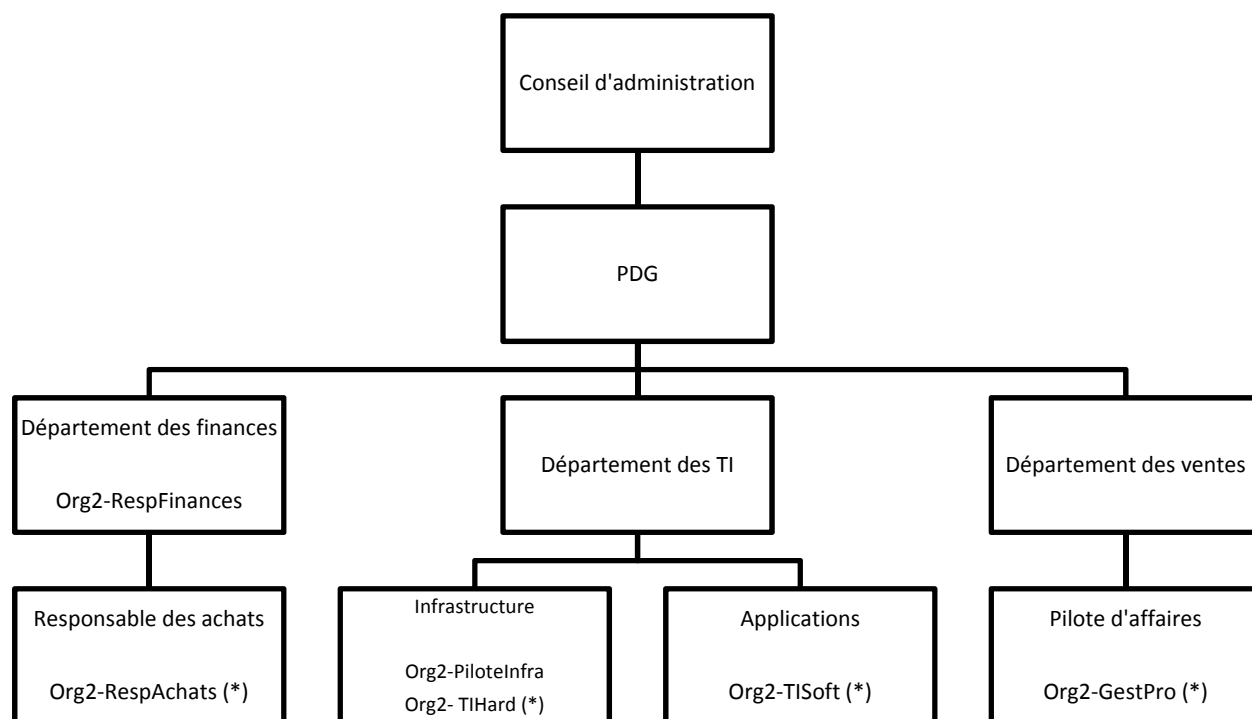 Conseil d'administration
PDG
Département des finances
Org2-RespFinances
Département des TI
Département des ventes
Responsable des achats
Org2-RespAchats (*)
Infrastructure
Org2-PiloteInfra
Org2- TIHard (*)
Applications
Org2-TISoft (*)
Pilote d'affaires
Org2-GestPro (*)